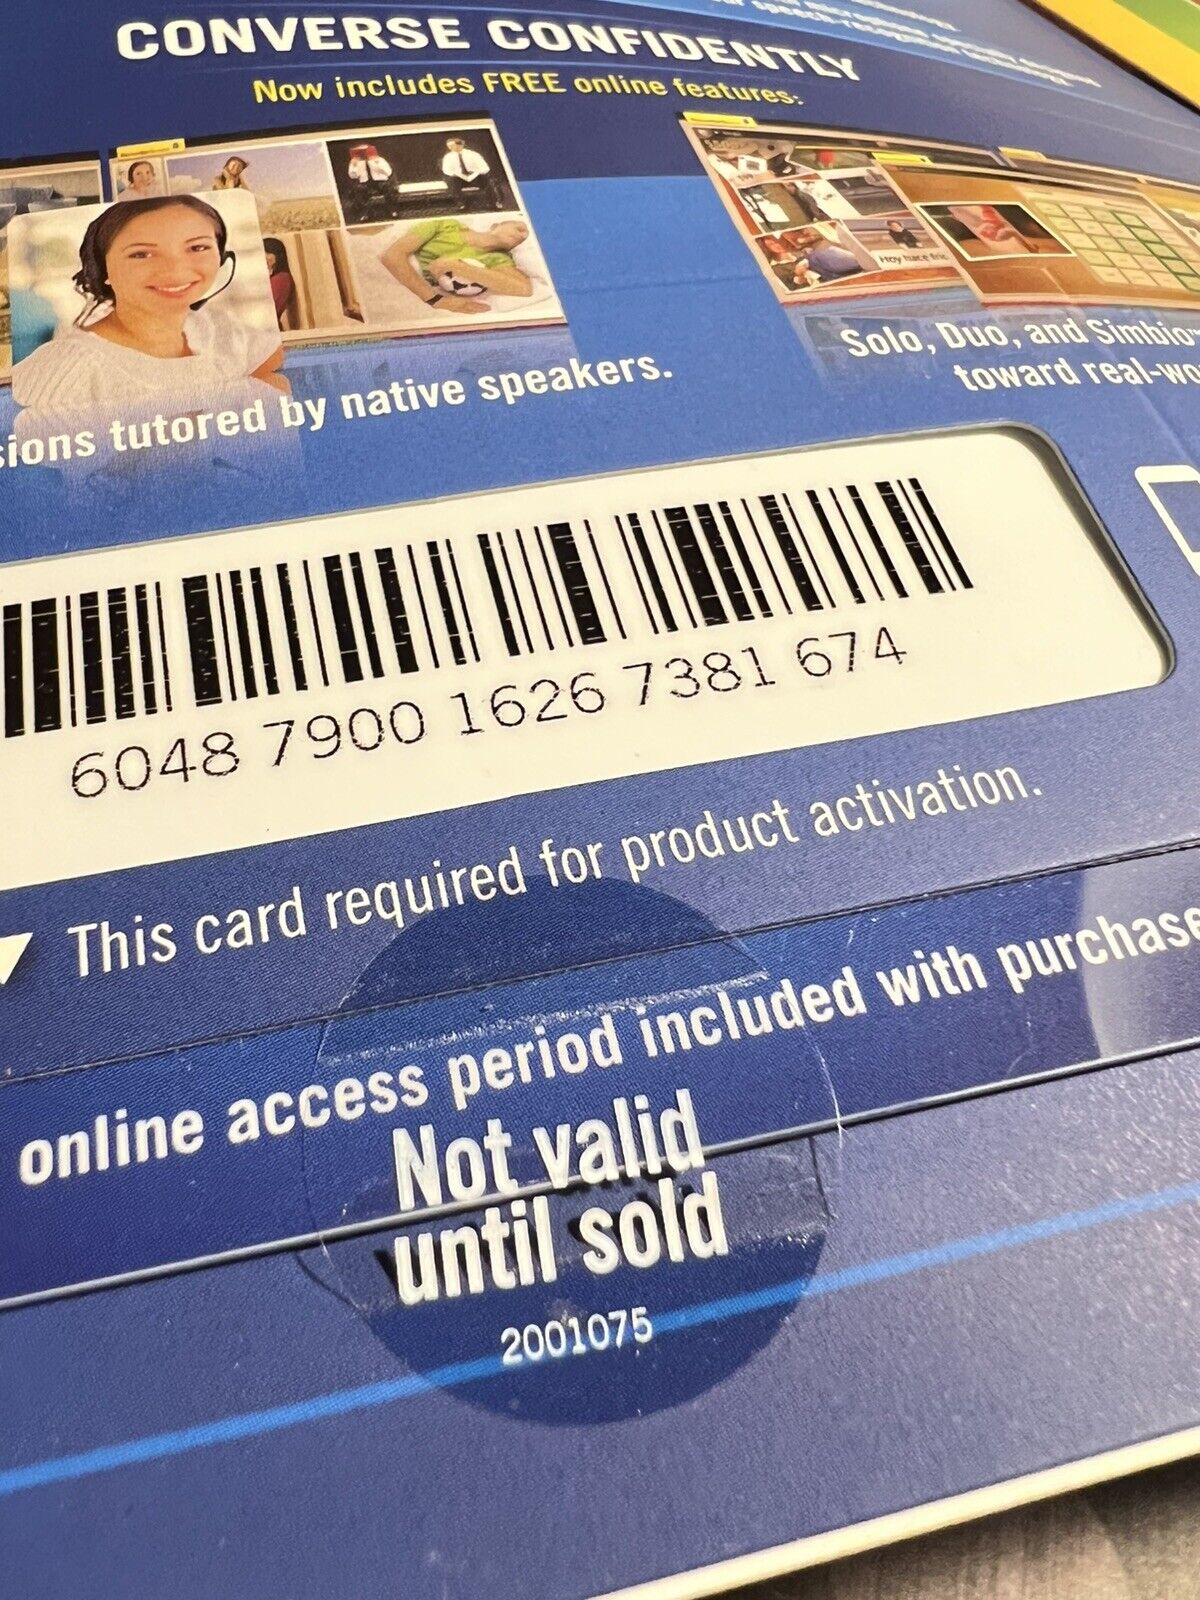 technology.
CONVERSE CONFIDENTLY
Now includes FREE online features:
Hoy hace frío
sions tutored by native speakers.
Solo, Duo, and Simbio
toward real-wo
6048 7900 1626 7381 674
This card required for product activation.
online access period included with purchase
Not valid
until sold
2001075